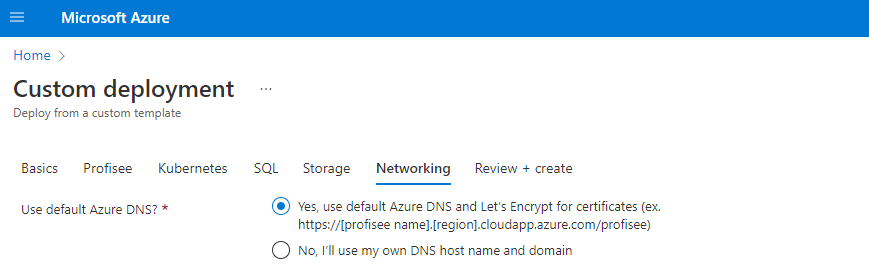 Microsoft Azure
Home >
Custom deployment ...
Deploy from a custom template
Basics Profisee Kubernetes SQL Storage Networking Review + create
Use default Azure DNS? * Yes, use default Azure DNS and Let's Encrypt for certificates (ex.
https://[profisee name].[region].cloudapp.azure.com/profisee)
No, I'll use my own DNS host name and domain